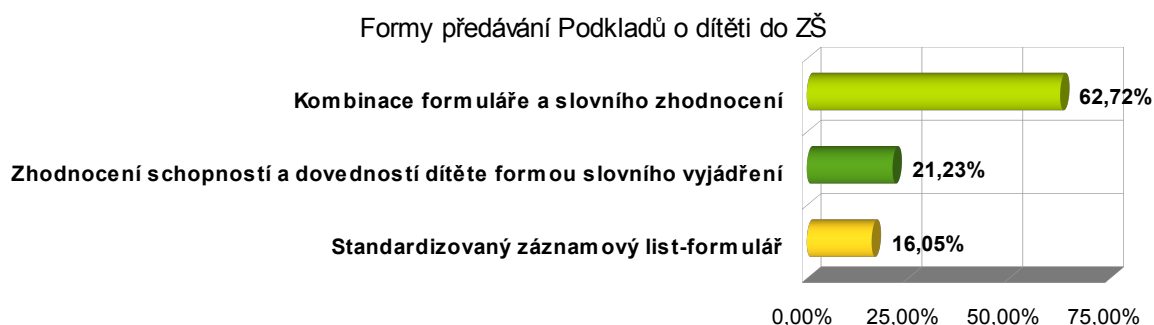 Formy předávání Podkladů o dítěti do ZŠ
Kombinace formuláře a slovního zhodnocení
62,72%
Zhodnocení schopností a dovedností dítěte formou slovního vyjádření
21,23%
Standardizovaný záznamový list-formulář
16,05%
0,00% 25,00% 50,00% 75,00%